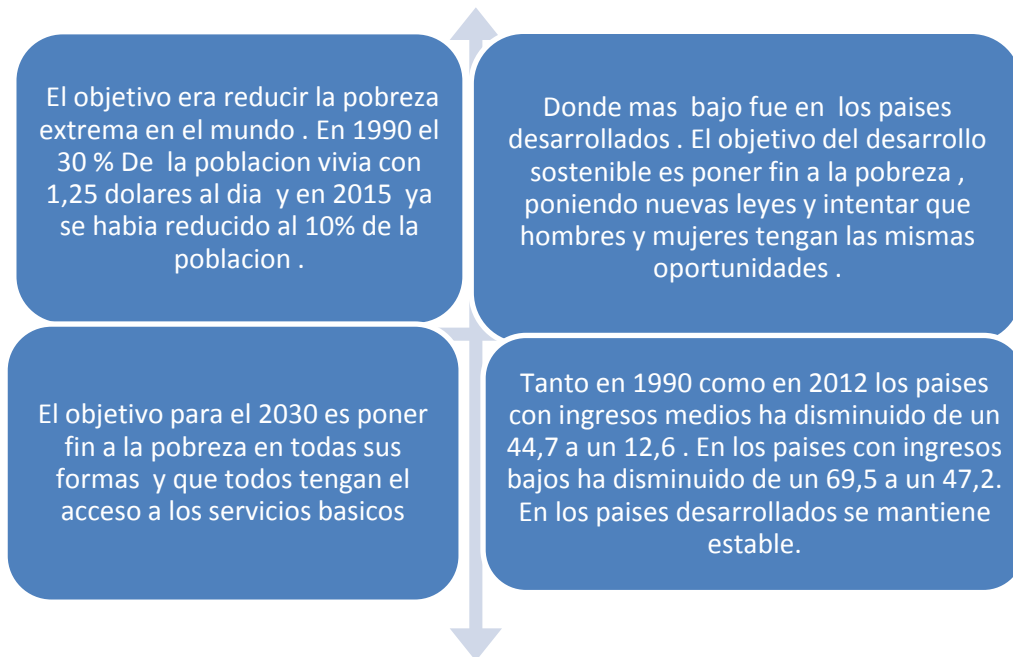 El objetivo era reducir la pobreza
extrema en el mundo . En 1990 el
30 % De la poblacion vivia con
1,25 dolares al dia y en 2015 ya
se habia reducido al 10% de la
poblacion .
Donde mas bajo fue en los paises
desarrollados . El objetivo del desarrollo
sostenible es poner fin a la pobreza ,
poniendo nuevas leyes y intentar que
hombres y mujeres tengan las mismas
oportunidades .
El objetivo para el 2030 es poner
fin a la pobreza en todas sus
formas y que todos tengan el
acceso a los servicios basicos
Tanto en 1990 como en 2012 los paises
con ingresos medios ha disminuido de un
44,7 a un 12,6 . En los paises con ingresos
bajos ha disminuido de un 69,5 a un 47,2.
En los paises desarrollados se mantiene
estable.